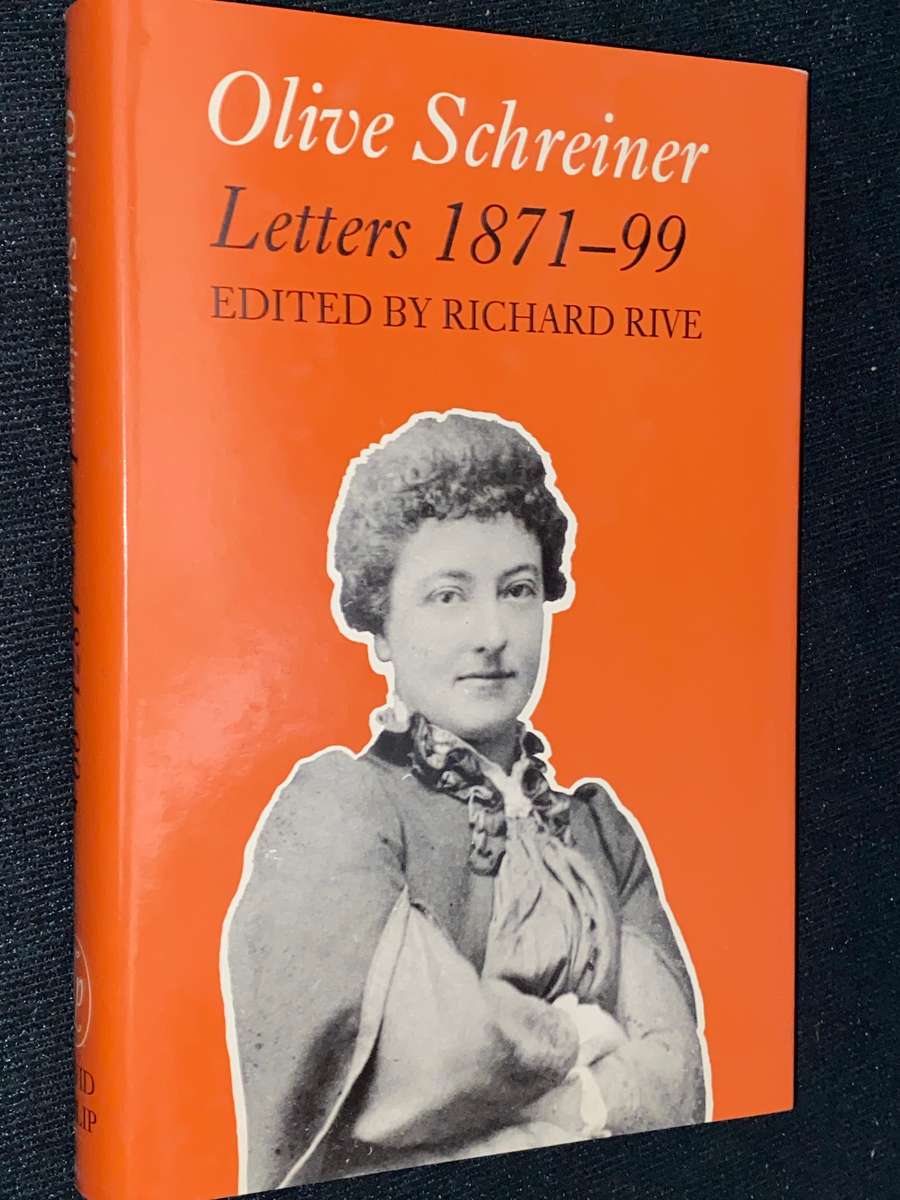 Olive Schreiner
Letters 1871–99
EDITED BY RICHARD RIVE